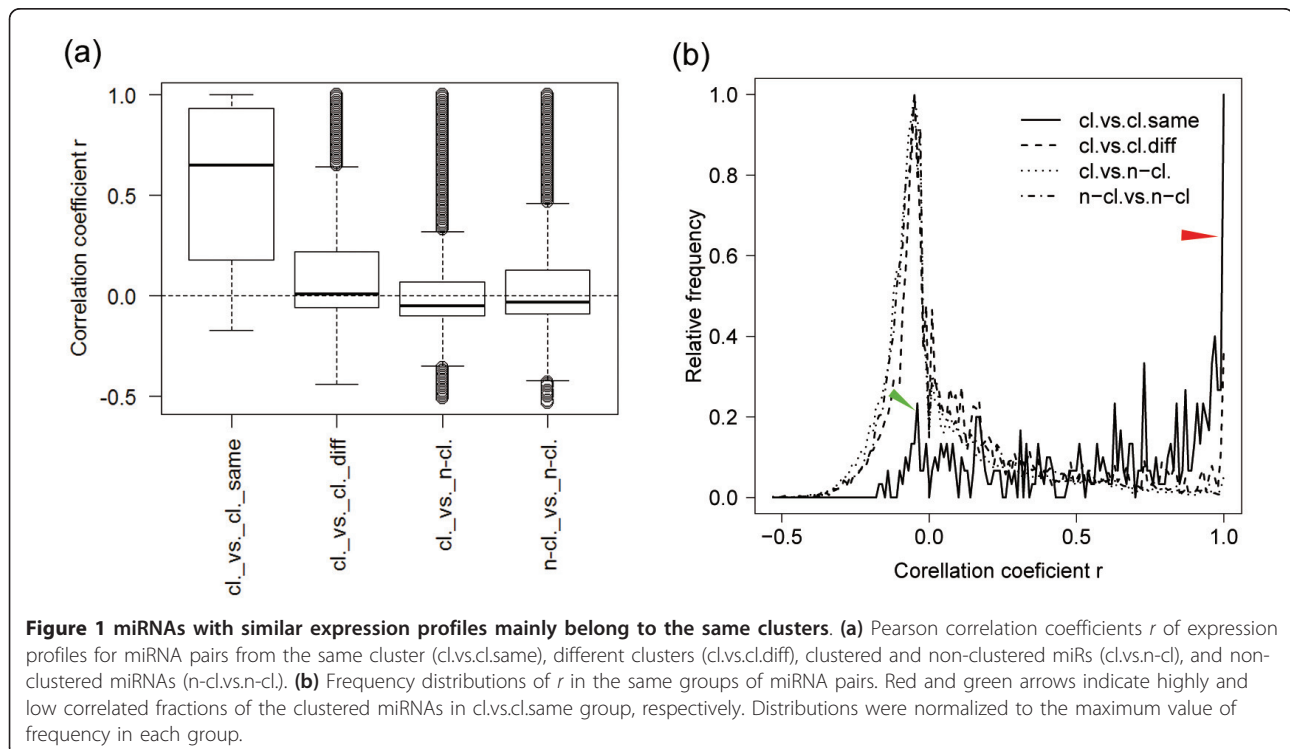 (a)
Correlation coefficient r
1.0
0.5
0.0
-0.5
cl._vs._cl._same
cl._vs._cl._diff
cl._vs._n-cl.
n-cl._vs._n-cl.
(b)
Relative frequency
1.0
0.8
0.6
0.4
0.2
0.0
cl.vs.cl.same
cl.vs.cl.diff
cl.vs.n−cl.
n−cl.vs.n−cl
−0.5
0.0
0.5
1.0
Corellation coeficient r
Figure 1 miRNAs with similar expression profiles mainly belong to the same clusters. (a) Pearson correlation coefficients r of expression
profiles for miRNA pairs from the same cluster (cl.vs.cl.same), different clusters (cl.vs.cl.diff), clustered and non-clustered miRs (cl.vs.n-cl), and non-
clustered miRNAs (n-cl.vs.n-cl.). (b) Frequency distributions of r in the same groups of miRNA pairs. Red and green arrows indicate highly and
low correlated fractions of the clustered miRNAs in cl.vs.cl.same group, respectively. Distributions were normalized to the maximum value of
frequency in each group.